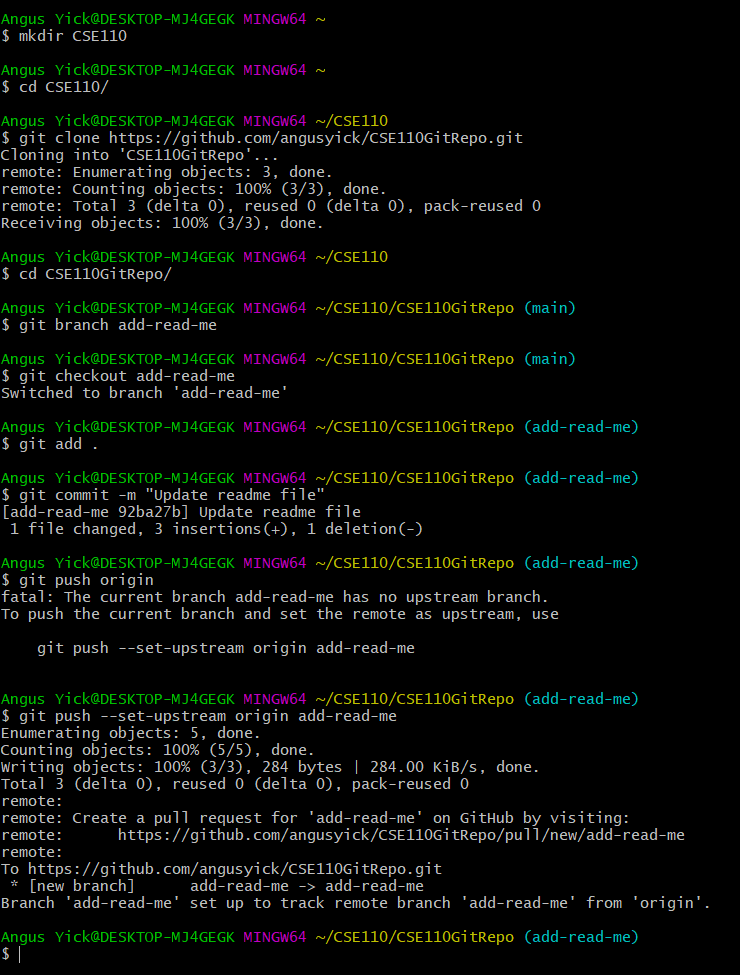 Angus Yick@DESKTOP-MJ4GEGK MINGW64 ~
$ mkdir CSE110
Angus Yick@DESKTOP-MJ4GEGK MINGW64 ~
$ cd CSE110/
Angus Yick@DESKTOP-MJ4GEGK MINGW64 ~/CSE110
$ git clone https://github.com/angusyick/CSE110GitRepo.git
Cloning into 'CSE110GitRepo'...
remote: Enumerating objects: 3, done.
remote: Counting objects: 100% (3/3), done.
remote: Total 3 (delta 0), reused 0 (delta 0), pack-reused 0
Receiving objects: 100% (3/3), done.
Angus Yick@DESKTOP-MJ4GEGK MINGW64 ~/CSE110
$ cd CSE110GitRepo/
Angus Yick@DESKTOP-MJ4GEGK MINGW64 ~/CSE110/CSE110GitRepo (main)
$ git branch add-read-me
Angus Yick@DESKTOP-MJ4GEGK MINGW64 ~/CSE110/CSE110GitRepo (main)
$ git checkout add-read-me
Switched to branch 'add-read-me'
Angus Yick@DESKTOP-MJ4GEGK MINGW64 ~/CSE110/CSE110GitRepo (add-read-me)
$ git add .
Angus Yick@DESKTOP-MJ4GEGK MINGW64 ~/CSE110/CSE110GitRepo (add-read-me)
$ git commit -m "Update readme file"
[add-read-me 92ba27b] Update readme file
 1 file changed, 3 insertions(+), 1 deletion(-)
Angus Yick@DESKTOP-MJ4GEGK MINGW64 ~/CSE110/CSE110GitRepo (add-read-me)
$ git push origin
fatal: The current branch add-read-me has no upstream branch.
To push the current branch and set the remote as upstream, use
    git push --set-upstream origin add-read-me
Angus Yick@DESKTOP-MJ4GEGK MINGW64 ~/CSE110/CSE110GitRepo (add-read-me)
$ git push --set-upstream origin add-read-me
Enumerating objects: 5, done.
Counting objects: 100% (5/5), done.
Writing objects: 100% (3/3), 284 bytes | 284.00 KiB/s, done.
Total 3 (delta 0), reused 0 (delta 0), pack-reused 0
remote:
remote: Create a pull request for 'add-read-me' on GitHub by visiting:
remote:      https://github.com/angusyick/CSE110GitRepo/pull/new/add-read-me
remote:
To https://github.com/angusyick/CSE110GitRepo.git
 * [new branch]      add-read-me -> add-read-me
Branch 'add-read-me' set up to track remote branch 'add-read-me' from 'origin'.
Angus Yick@DESKTOP-MJ4GEGK MINGW64 ~/CSE110/CSE110GitRepo (add-read-me)
$